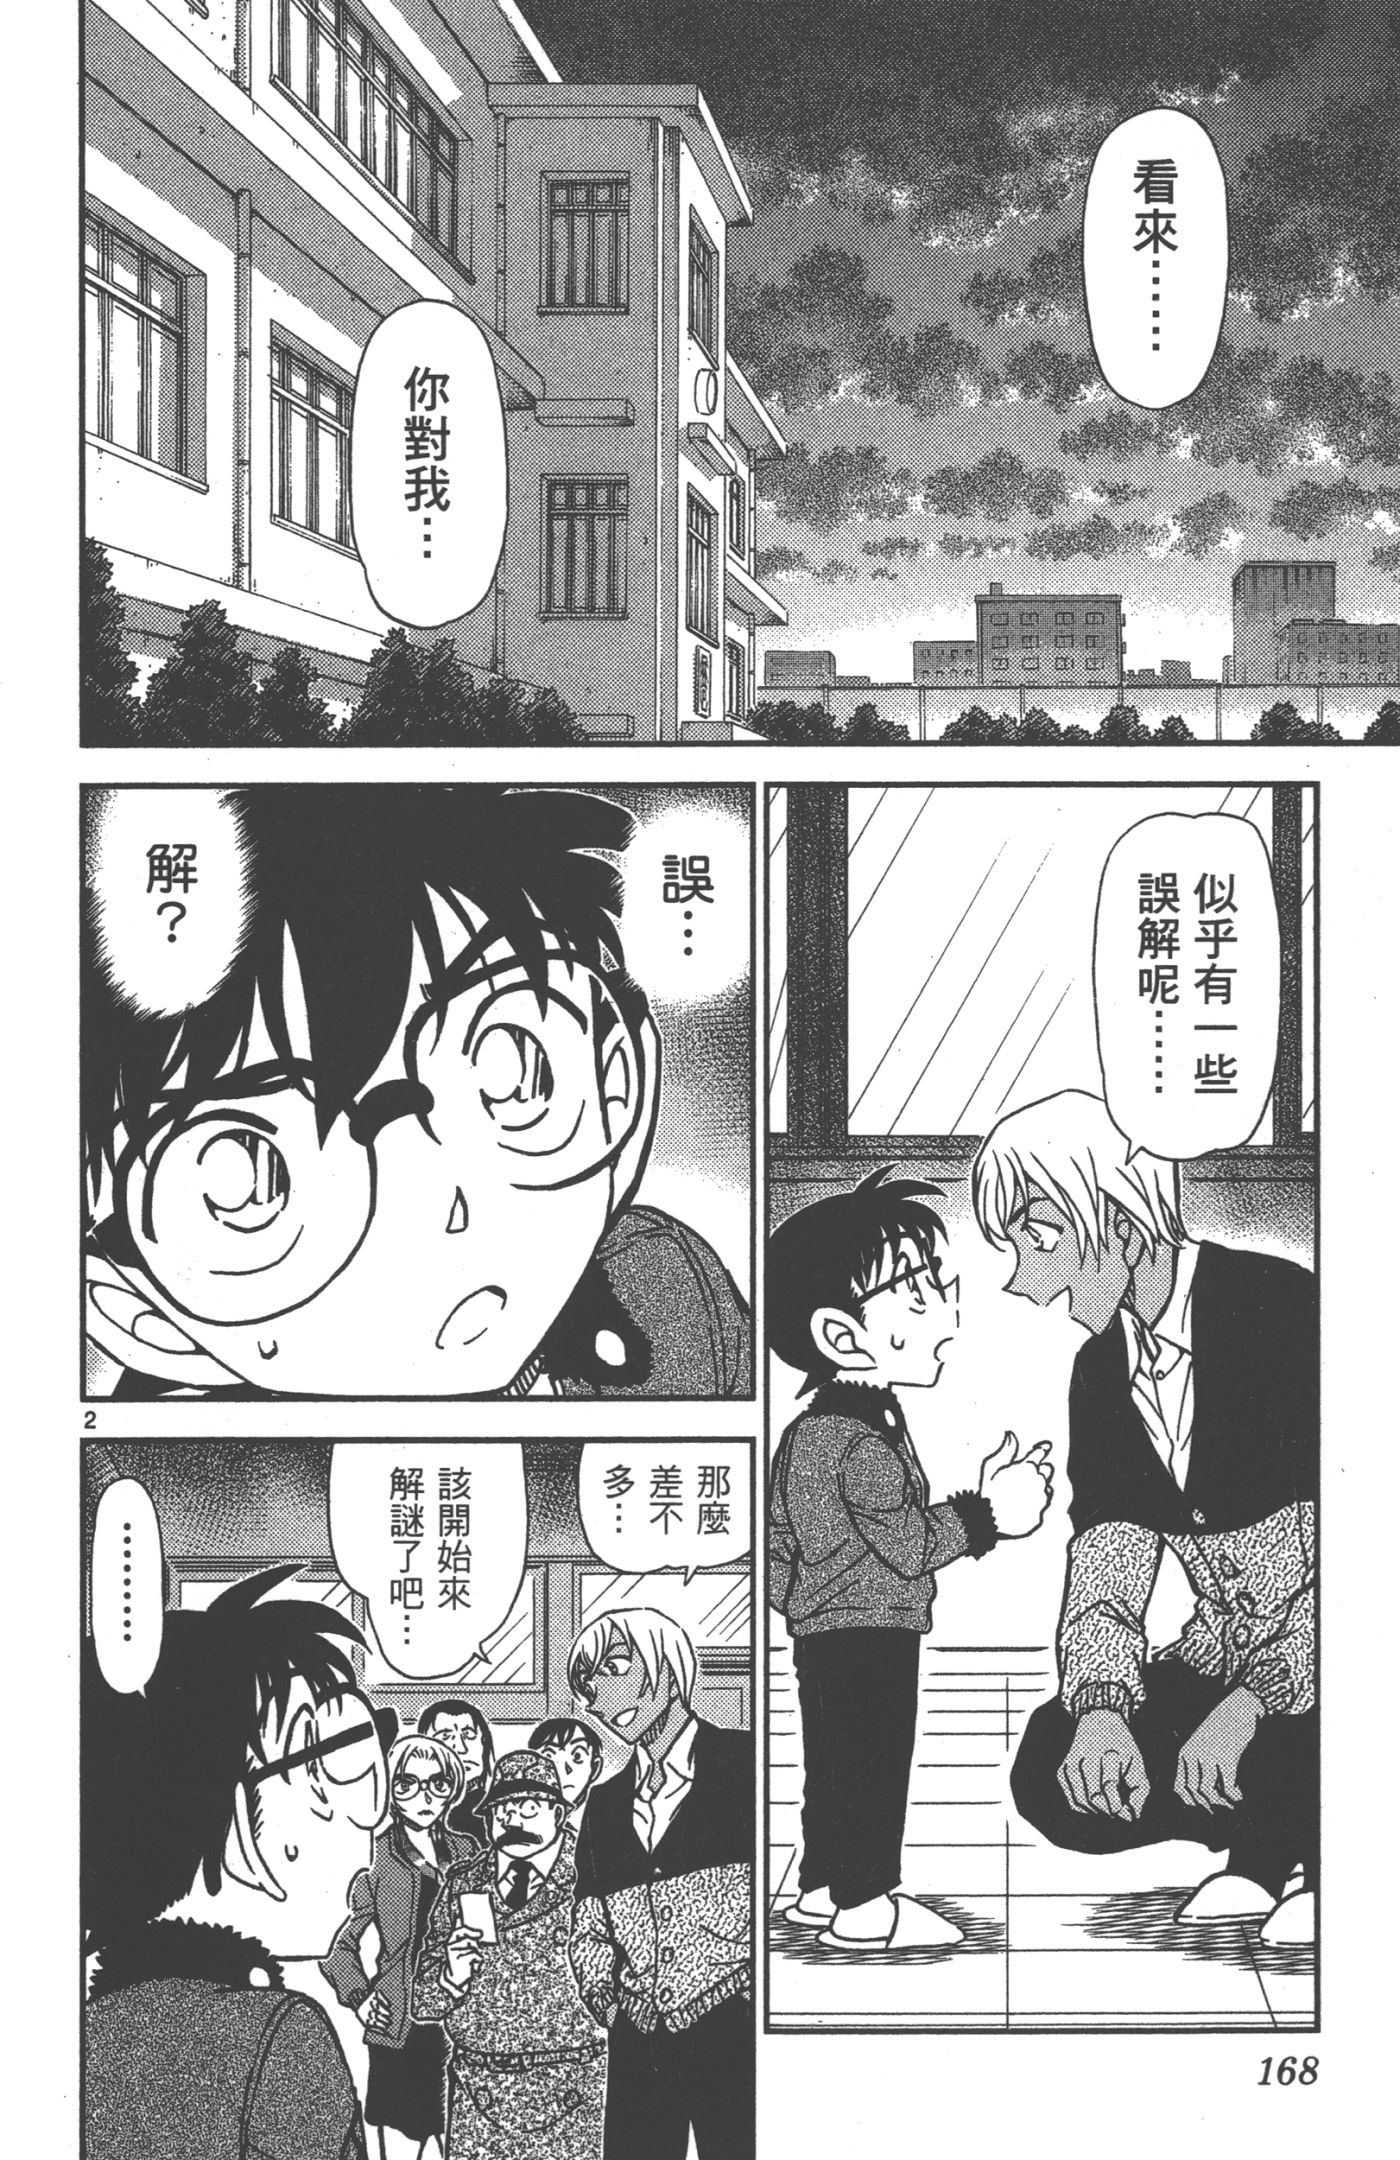 看來……
你對我…
似乎有一些
誤解呢……
誤…
解？
那麼
差不
多…
該開始來
解謎了吧…
………
2
168